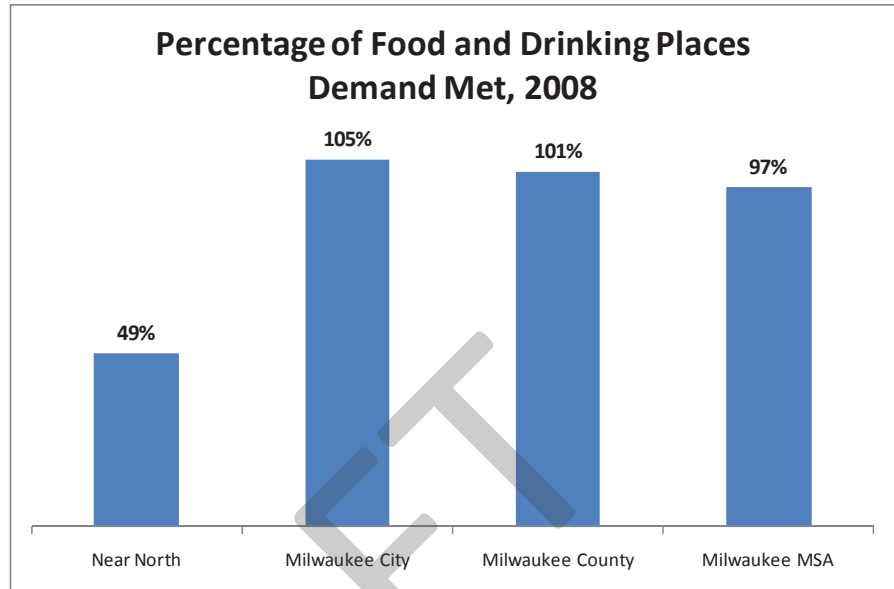 Percentage of Food and Drinking Places
Demand Met, 2008
105%
101%
97%
49%
Near North
Milwaukee City
Milwaukee County
Milwaukee MSA
FT